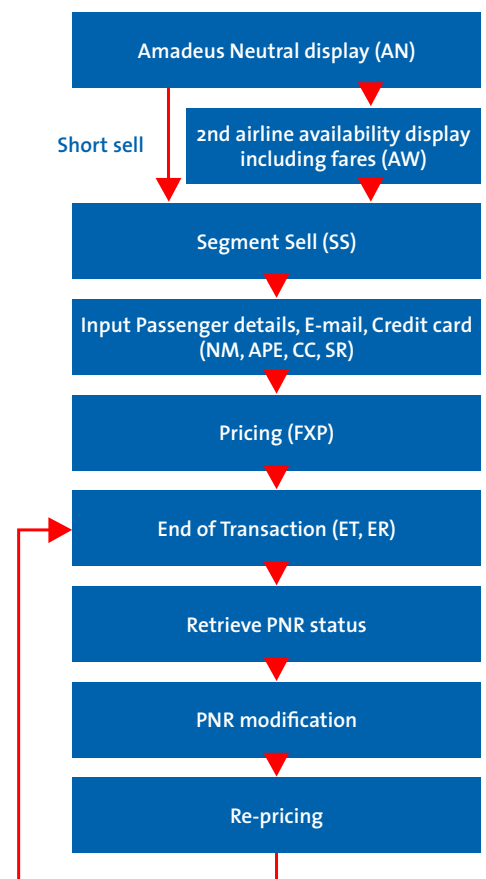 Amadeus Neutral display (AN)
Short sell
2nd airline availability display
including fares (AW)
Segment Sell (SS)
Input Passenger details, E-mail, Credit card
(NM, APE, CC, SR)
Pricing (FXP)
End of Transaction (ET, ER)
Retrieve PNR status
PNR modification
Re-pricing